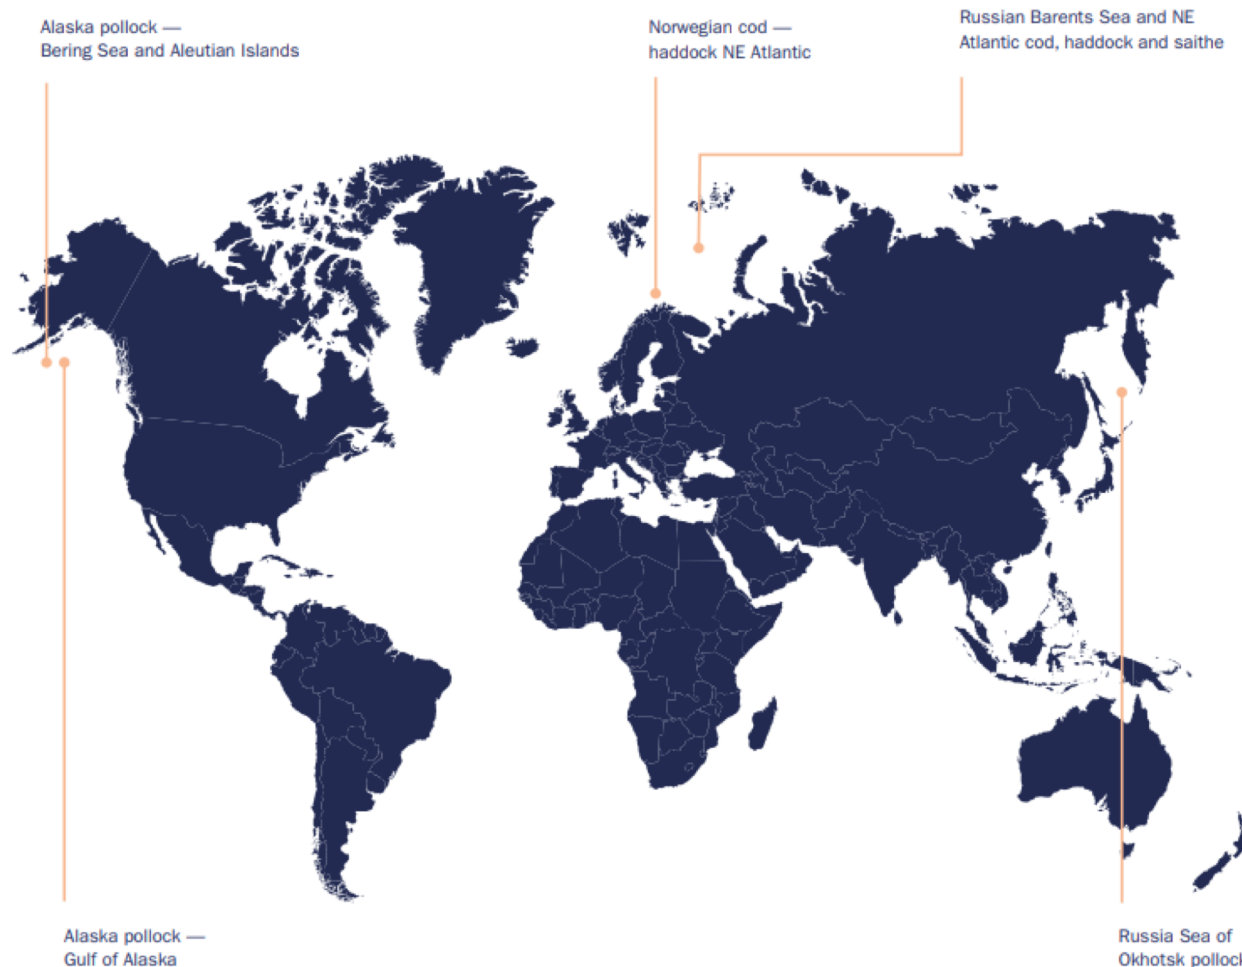 Alaska pollock —
Bering Sea and Aleutian Islands
Norwegian cod —
haddock NE Atlantic
Russian Barents Sea and NE
Atlantic cod, haddock and saithe
Alaska pollock —
Gulf of Alaska
Russia Sea of
Okhotsk pollock